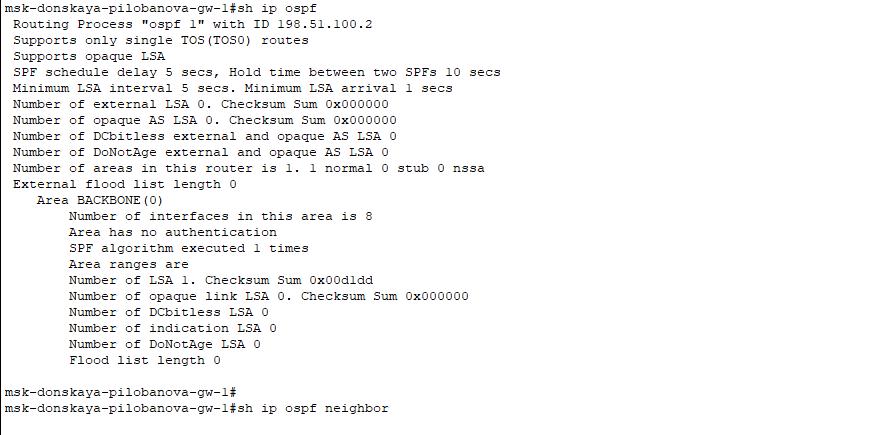 msk-donskaya-pilobanova-gw-1#sh ip ospf
Routing Process "ospf 1" with ID 198.51.100.2
Supports only single TOS(TOS0) routes
Supports opaque LSA
SPF schedule delay 5 secs, Hold time between two SPFs 10 secs
Minimum LSA interval 5 secs. Minimum LSA arrival 1 secs
Number of external LSA 0. Checksum Sum 0x000000
Number of opaque AS LSA 0. Checksum Sum 0x000000
Number of DCbitless external and opaque AS LSA 0
Number of DoNotAge external and opaque AS LSA 0
Number of areas in this router is 1. 1 normal 0 stub 0 nssa
External flood list length 0
Area BACKBONE(0)
Number of interfaces in this area is 8
Area has no authentication
SPF algorithm executed 1 times
Area ranges are
Number of LSA 1. Checksum Sum 0x00d1dd
Number of opaque link LSA 0. Checksum Sum 0x000000
Number of DCbitless LSA 0
Number of indication LSA 0
Number of DoNotAge LSA 0
Flood list length 0
msk-donskaya-pilobanova-gw-1#
msk-donskaya-pilobanova-gw-1#sh ip ospf neighbor